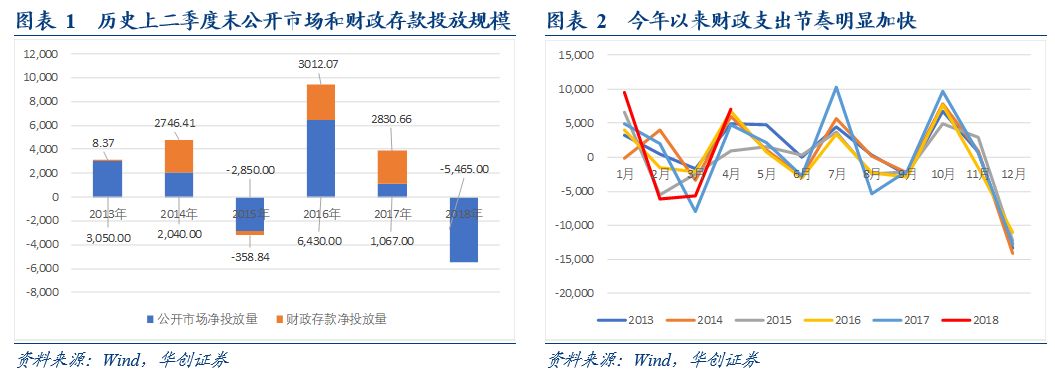 图表 1 历史上二季度末公开市场和财政存款投放规模
12,000
10,000
8,000
6,000
4,000
2,000
0
-2,000
-4,000
-6,000
-8,000
8.37
2746.41
-2,850.00
3012.07
2830.66
-5,465.00
2013年
2014年
2015年
2016年
2017年
2018年
3,050.00
2,040.00
-358.84
6,430.00
1,067.00
公开市场净投放量 财政存款净投放量
资料来源：Wind，华创证券
图表 2 今年以来财政支出节奏明显加快
15,000
10,000
5,000
0
-5,000
-10,000
-15,000
-20,000
1月 2月 3月 4月 5月 6月 7月 8月 9月 10月 11月 12月
2013 2014 2015 2016 2017 2018
资料来源：Wind，华创证券